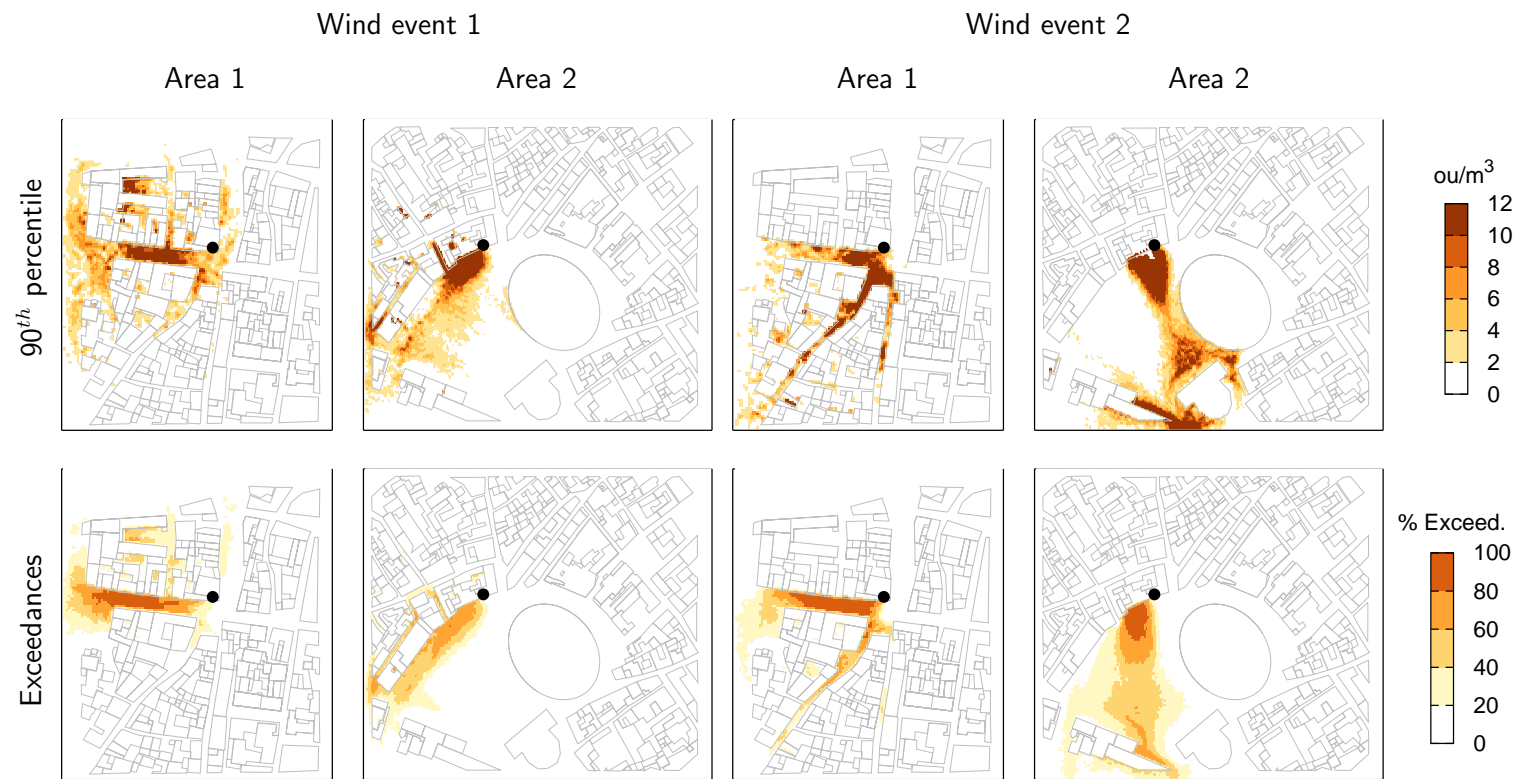 Wind event 1
Wind event 2
Area 1
Area 2
Area 1
Area 2
90th percentile
ou/m3
12
10
8
6
4
2
0
Exceedances
% Exceed.
100
80
60
40
20
0